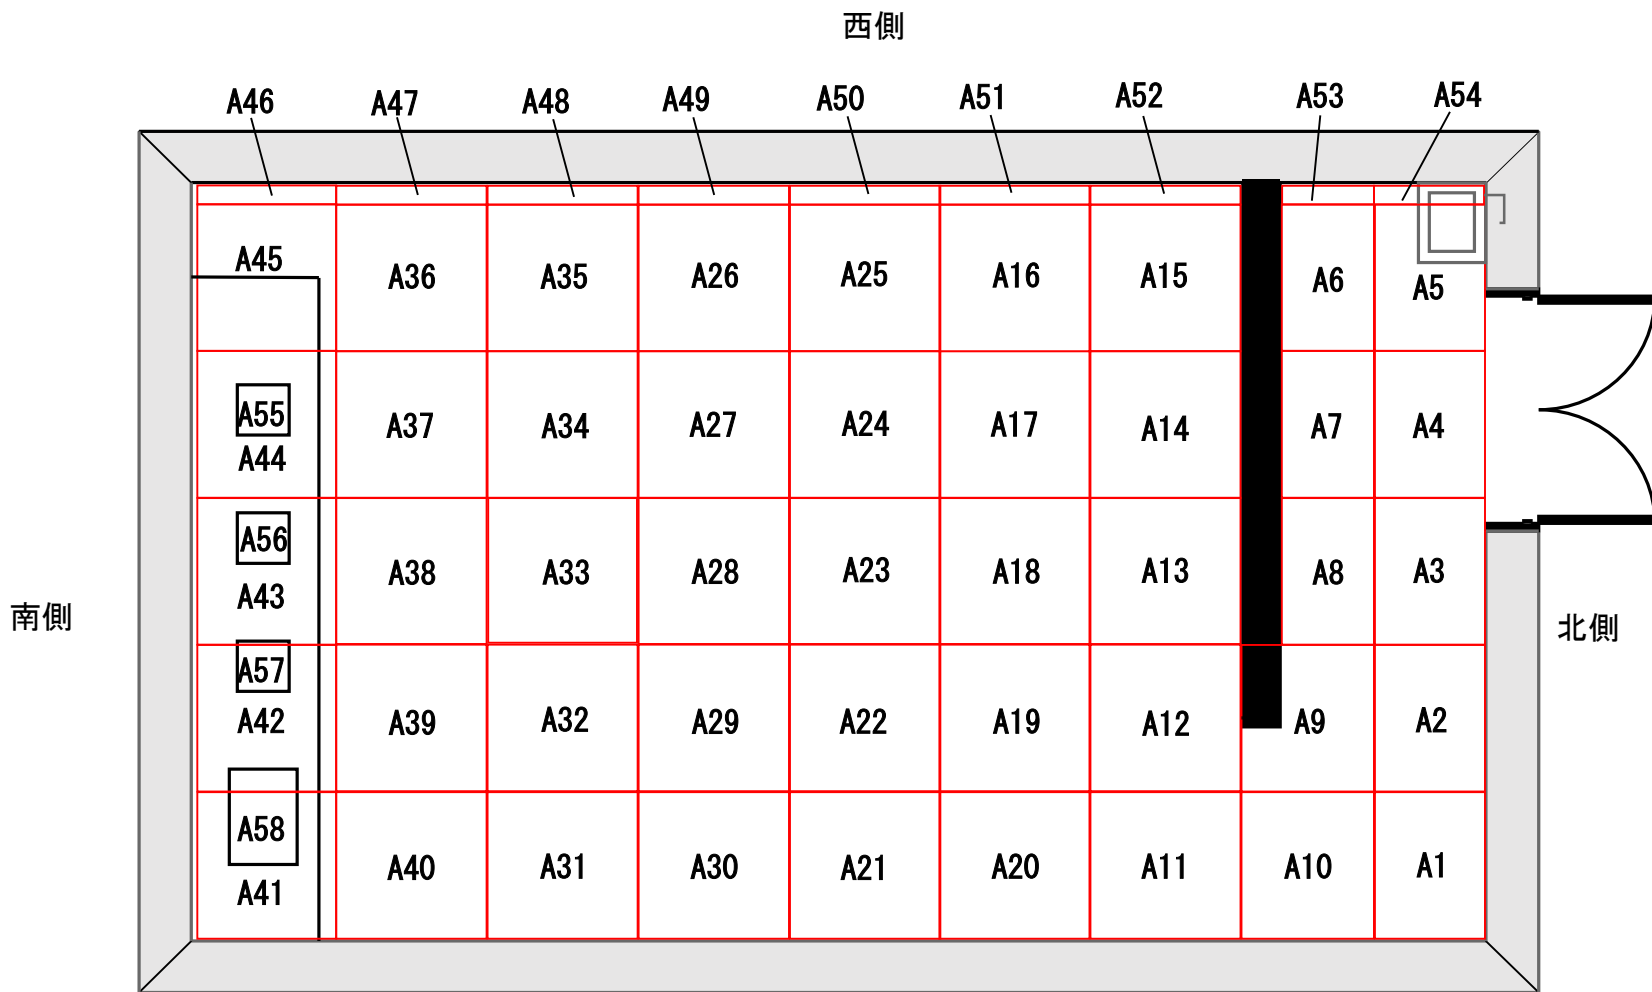 西側
A46 A47 A48 A49 A50 A51 A52 A53 A54
A45 A36 A35 A26 A25 A16 A15 A6 A5
A55 A37 A34 A27 A24 A17 A14 A7 A4
A44
A56 A38 A33 A28 A23 A18 A13 A8 A3
A43
南側 北側
A57
A42 A39 A32 A29 A22 A19 A12 A9 A2
A58 A40 A31 A30 A21 A20 A11 A10 A1
A41